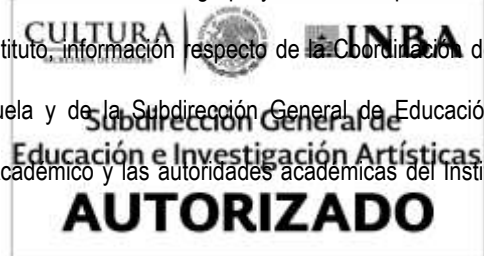 CULTURA INBA
tituto, información respecto de la Coordinación d
uela y de la Subdirección General de Educació
Subdirección General de
Educación e Investigación Artísticas
cadémico y las autoridades académicas del Insti
AUTORIZADO